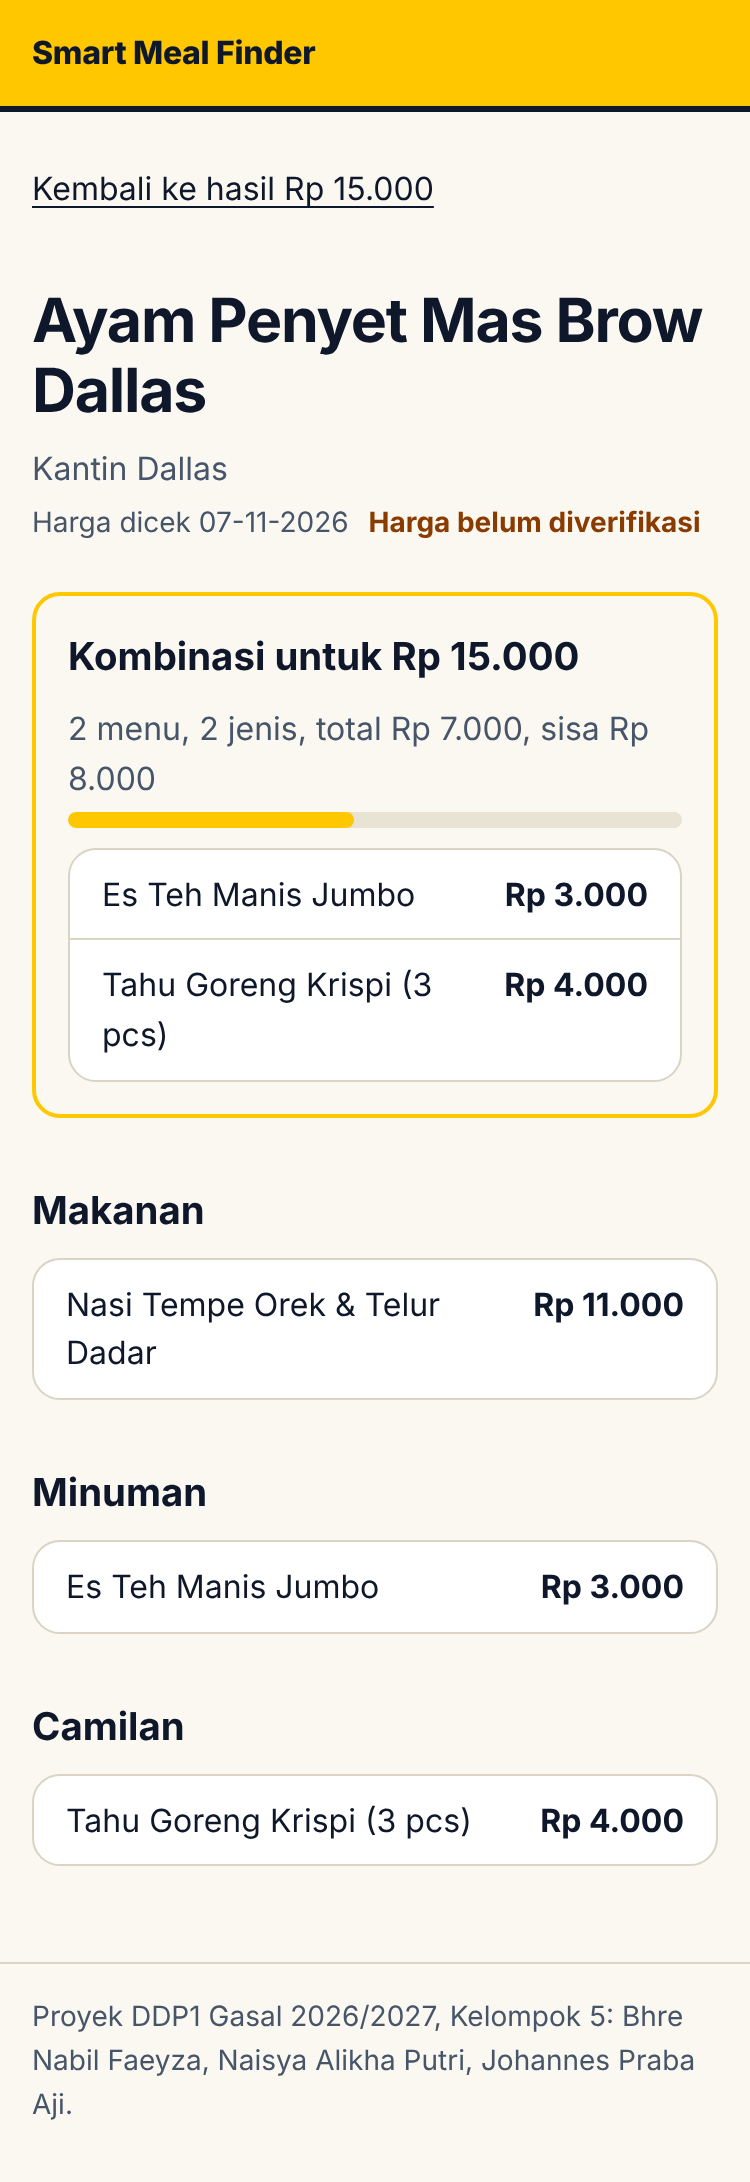 Smart Meal Finder
Kembali ke hasil Rp 15.000
Ayam Penyet Mas Brow
Dallas
Kantin Dallas
Harga dicek 07-11-2026 Harga belum diverifikasi
Kombinasi untuk Rp 15.000
2 menu, 2 jenis, total Rp 7.000, sisa Rp
8.000
Es Teh Manis Jumbo Rp 3.000
Tahu Goreng Krispi (3 Rp 4.000
pcs)
Makanan
Nasi Tempe Orek & Telur Rp 11.000
Dadar
Minuman
Es Teh Manis Jumbo Rp 3.000
Camilan
Tahu Goreng Krispi (3 pcs) Rp 4.000
Proyek DDP1 Gasal 2026/2027, Kelompok 5: Bhre
Nabil Faeyza, Naisya Alikha Putri, Johannes Praba
Aji.